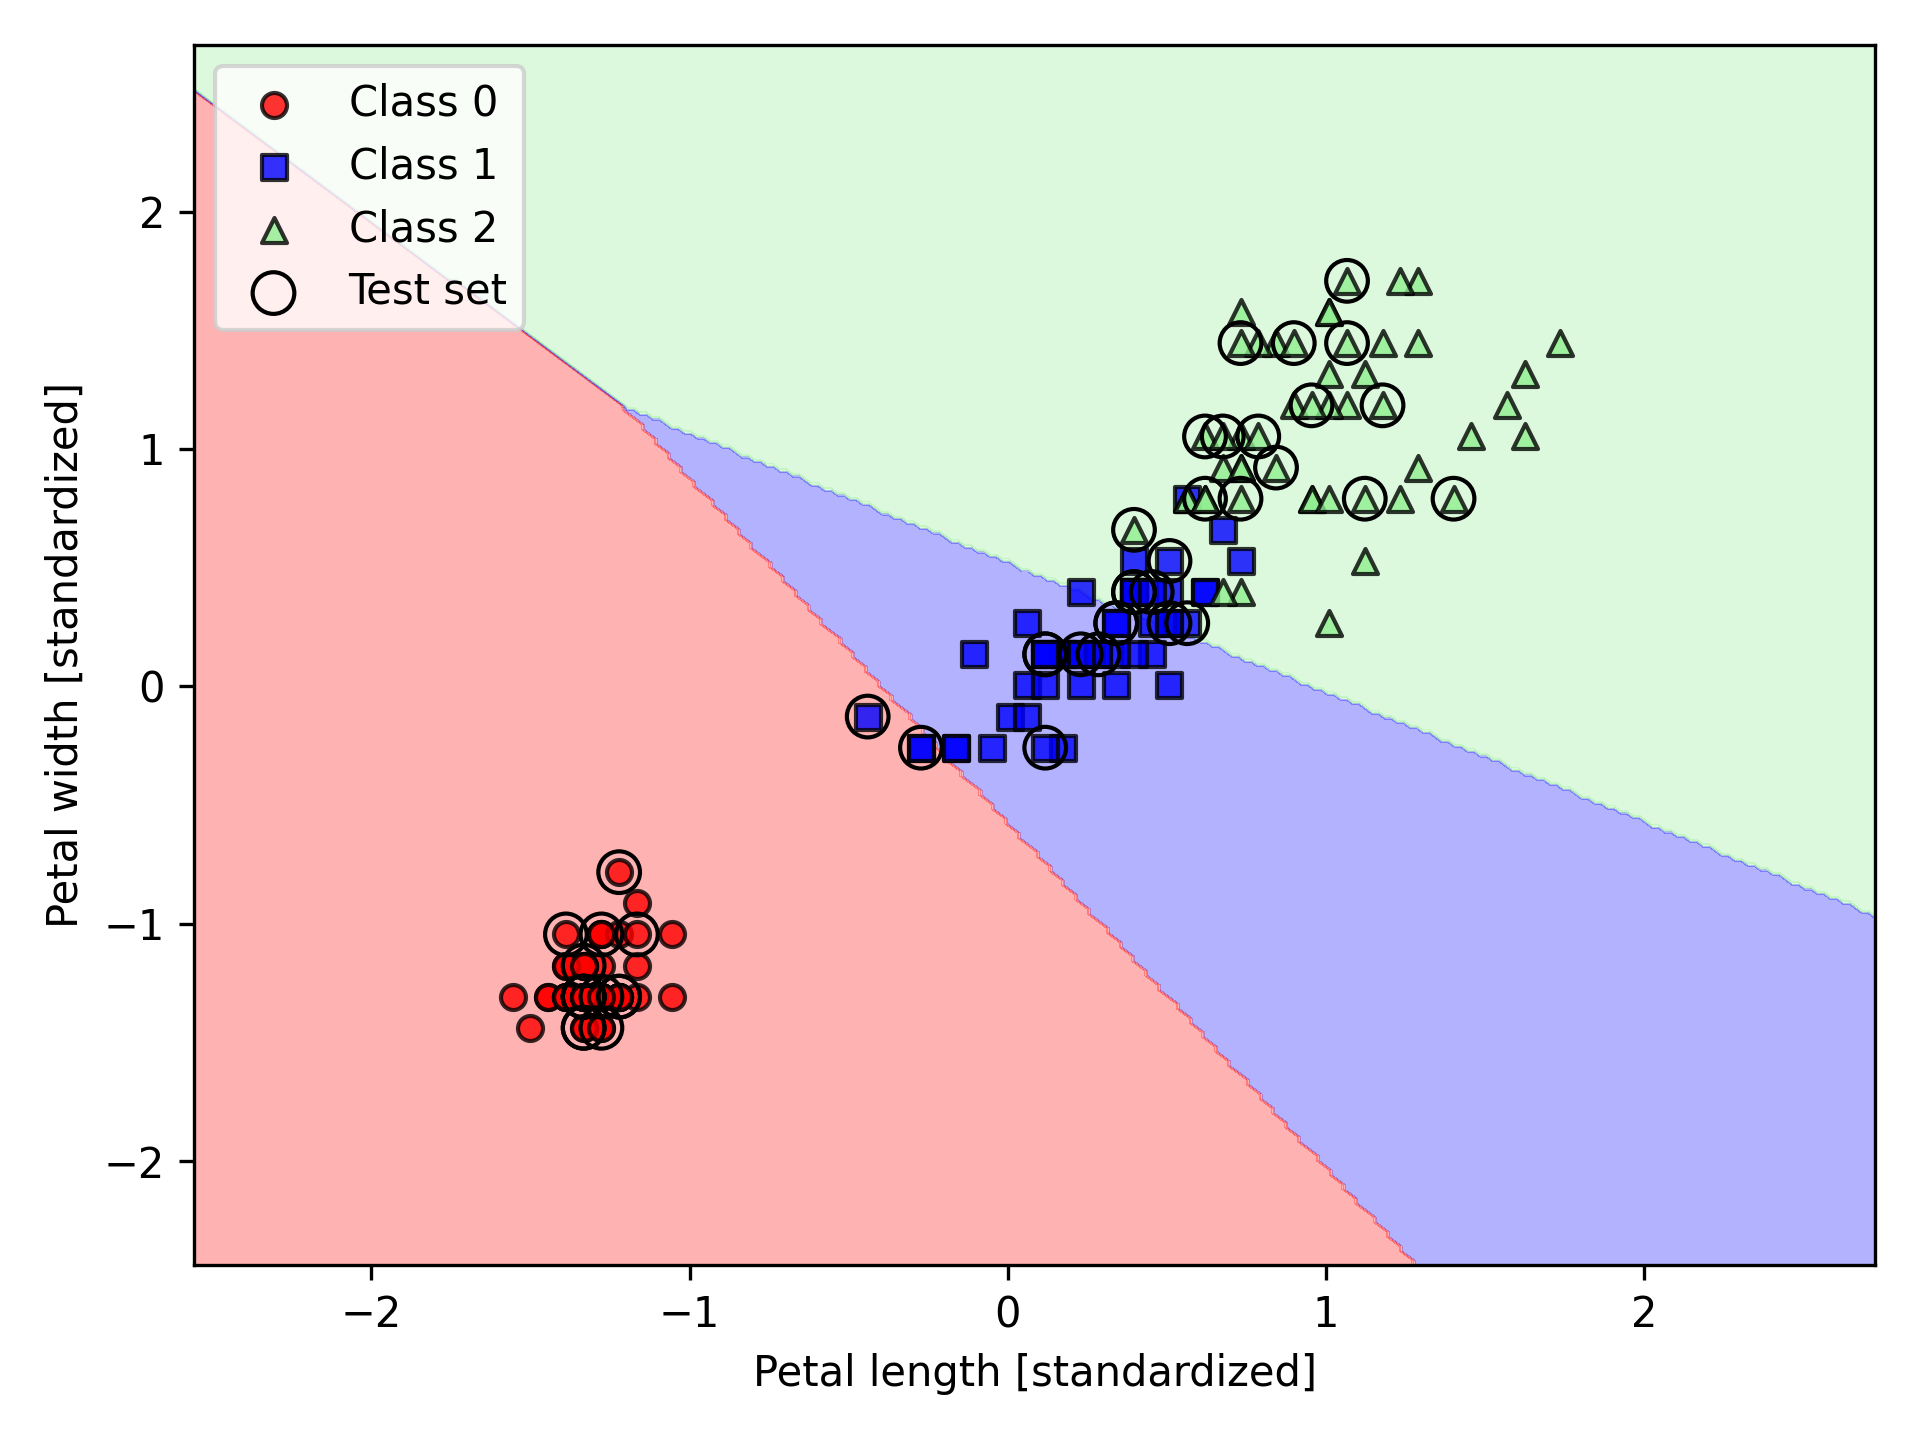 Class 0
Class 1
Class 2
Test set
2
1
0
−1
−2
Petal width [standardized]
−2
−1
0
1
2
Petal length [standardized]